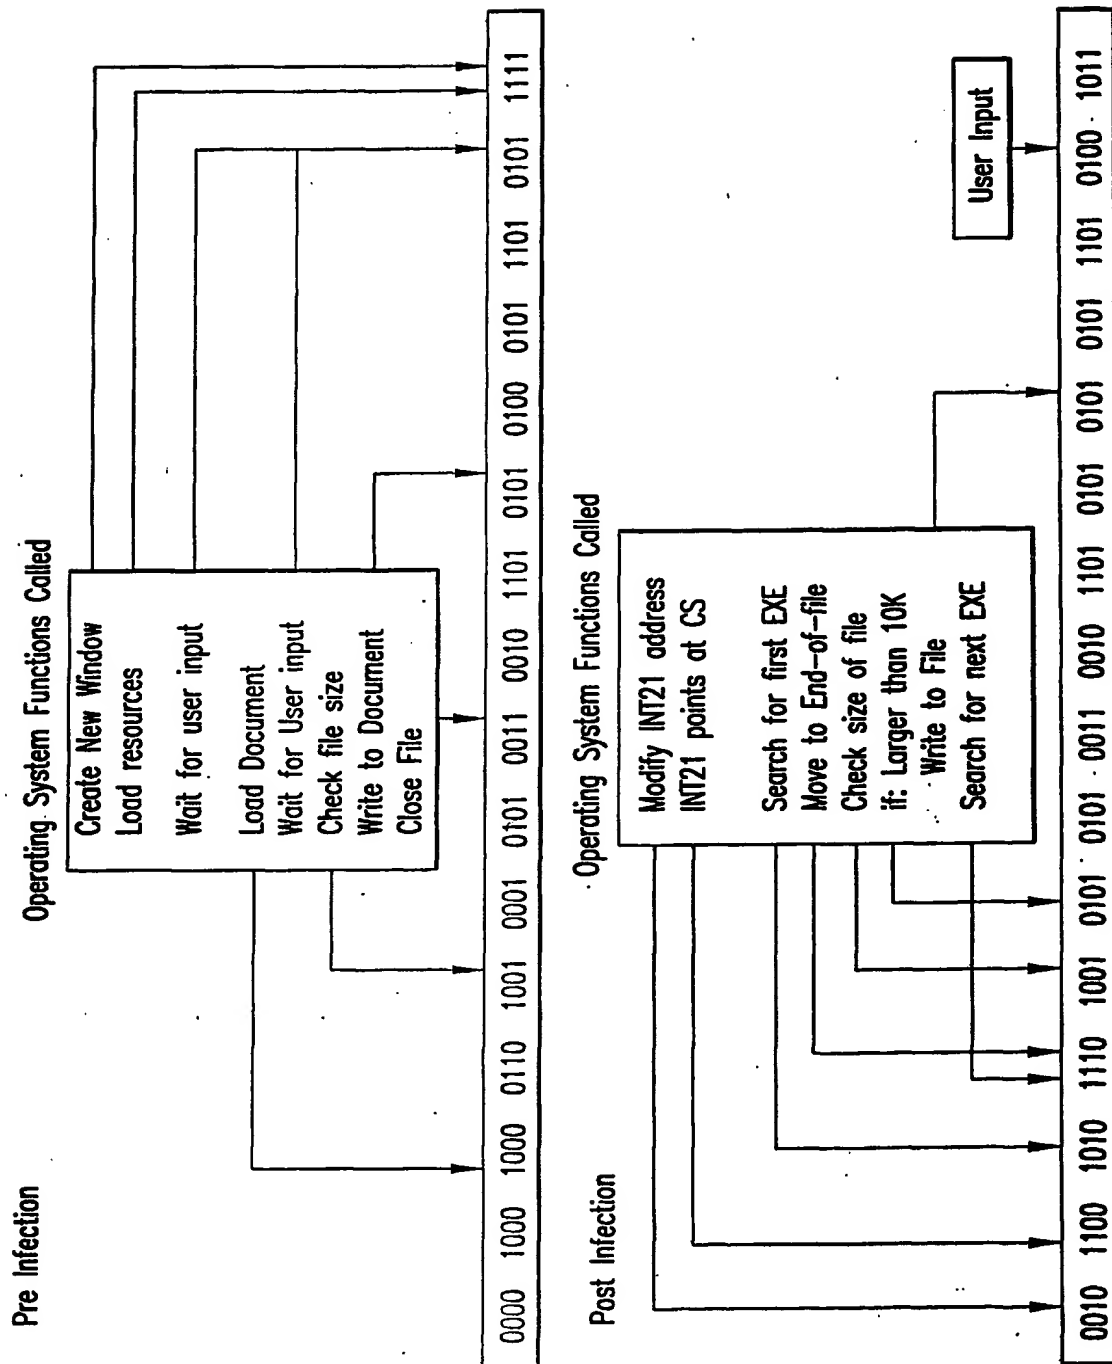 Pre Infection
Operating System Functions Called
Create New Window
Load resources
Wait for user input
Load Document
Wait for User input
Check file size
Write to Document
Close File
0000 1000 1000 0110 1001 0001 0101 0011 0010 1101 0101 0100 0101 1101 0101 1111
Post Infection
Operating System Functions Called
Modify INT21 address
INT21 points at CS
Search for first EXE
Move to End-of-file
Check size of file
if: Larger than 10K
Write to File
Search for next EXE
User Input
0010 1100 1010 1110 1001 0101 0101 0011 0010 1101 0101 0101 0101 1101 0100 1011